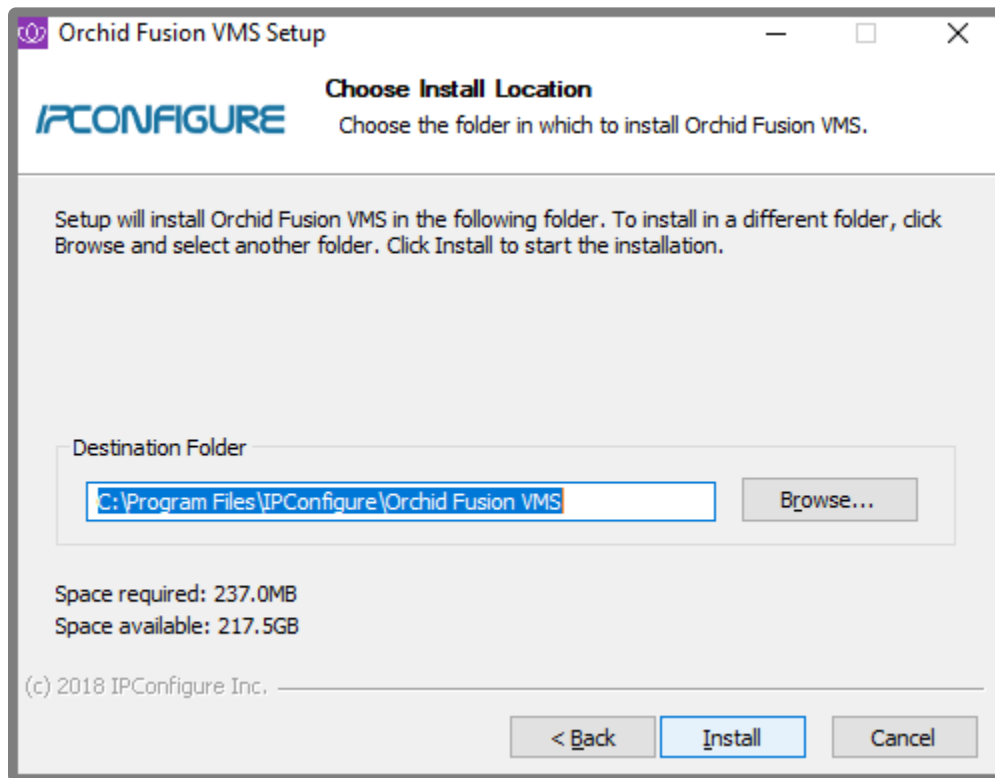 Orchid Fusion VMS Setup
IPCONFIGURE
Choose Install Location
Choose the folder in which to install Orchid Fusion VMS.
Setup will install Orchid Fusion VMS in the following folder. To install in a different folder, click
Browse and select another folder. Click Install to start the installation.
Destination Folder
C:\Program Files\IPConfigure\Orchid Fusion VMS
Browse...
Space required: 237.0MB
Space available: 217.5GB
(c) 2018 IPConfigure Inc.
< Back
Install
Cancel